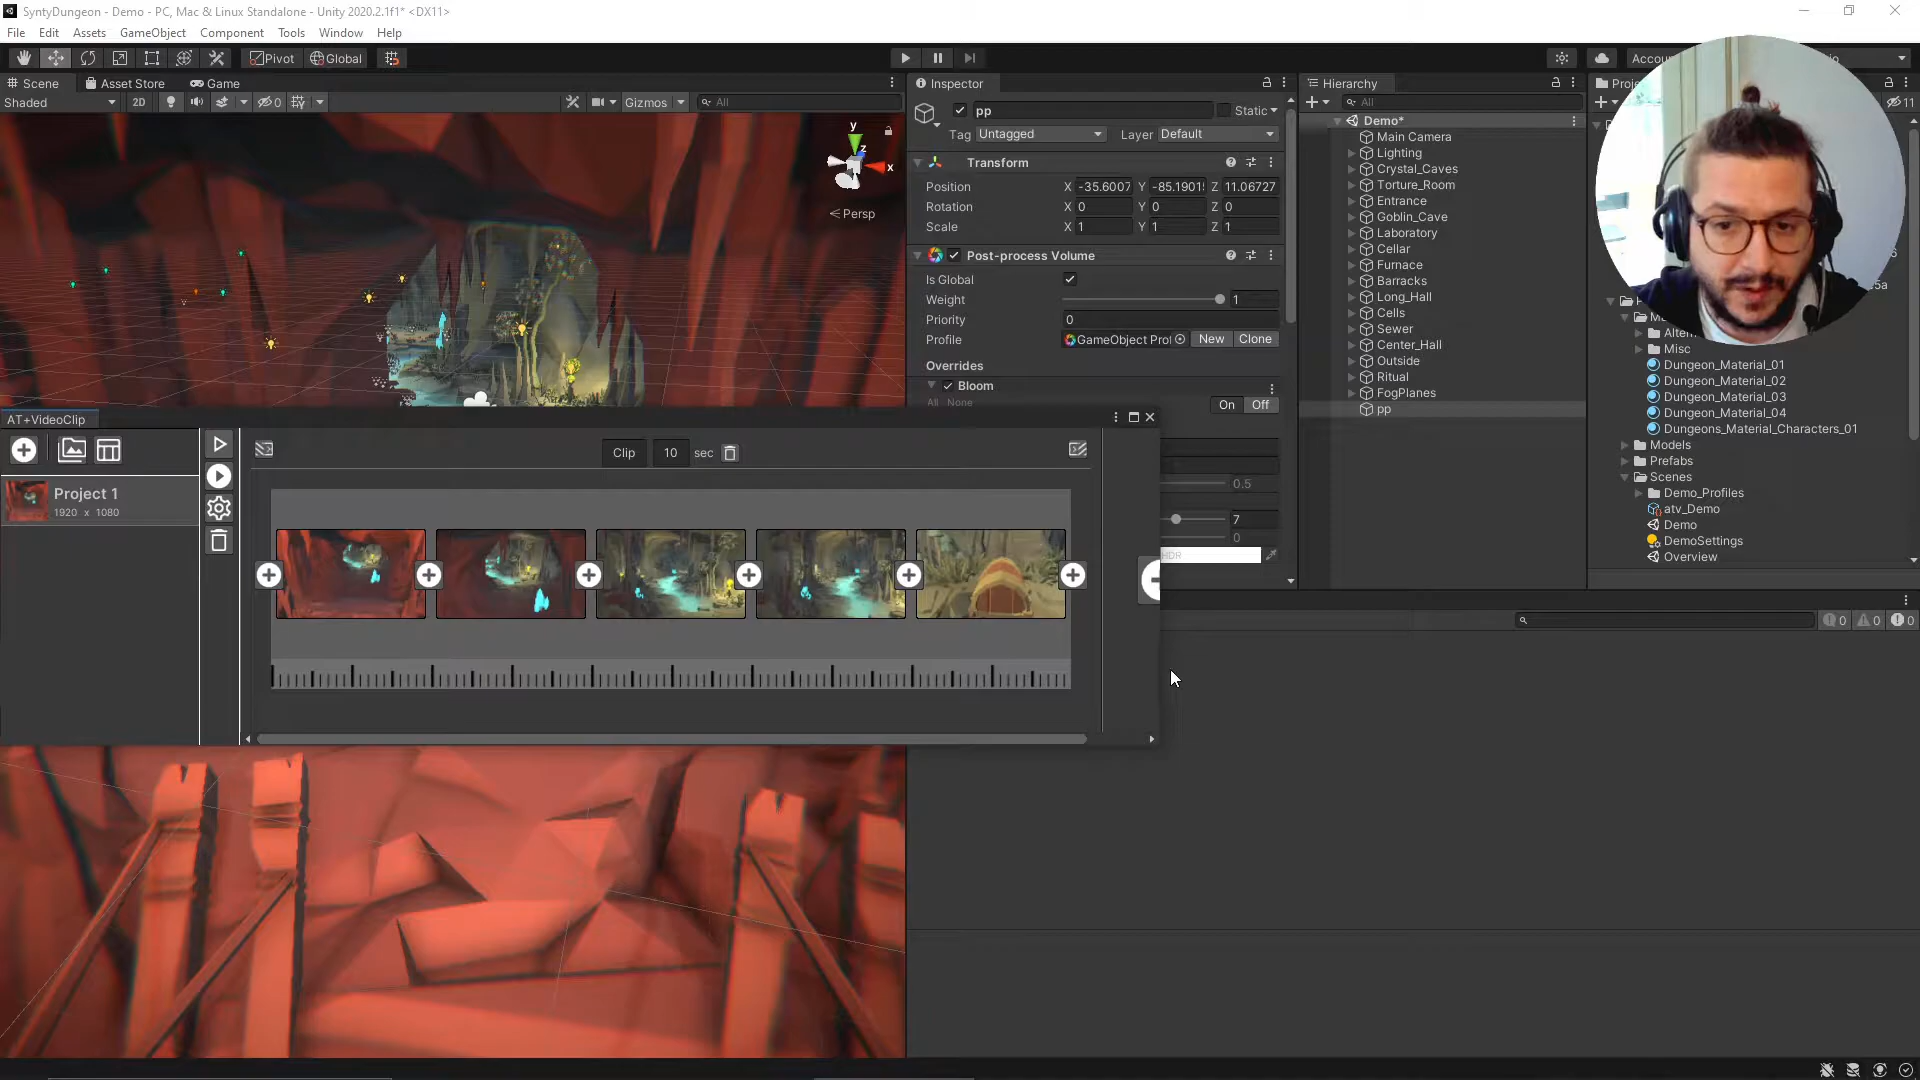 SyntyDungeon - Demo - PC, Mac & Linux Standalone - Unity 2020.2.1f1* <DX11>
File Edit Assets GameObject Component Tools Window Help
Pivot Global
Scene Asset Store Game
Shaded 2D 0 Gizmos All
y
z
x
Persp
Inspector
pp Static
Tag Untagged Layer Default
Transform
Position X -35.6007 Y -85.1901 Z 11.06727
Rotation X 0 Y 0 Z 0
Scale X 1 Y 1 Z 1
Post-process Volume
Is Global
Weight 1
Priority 0
Profile GameObject Prof New Clone
Overrides
Bloom
All None On Off
0.5
7
0
HDR
Hierarchy
All
Demo*
Main Camera
Lighting
Crystal_Caves
Torture_Room
Entrance
Goblin_Cave
Laboratory
Cellar
Furnace
Barracks
Long_Hall
Cells
Sewer
Center_Hall
Outside
Ritual
FogPlanes
pp
11
Misc
Dungeon_Material_01
Dungeon_Material_02
Dungeon_Material_03
Dungeon_Material_04
Dungeons_Material_Characters_01
Models
Prefabs
Scenes
Demo_Profiles
atv_Demo
Demo
DemoSettings
Overview
AT+VideoClip
Project 1
1920 x 1080
Clip 10 sec
0 0 0